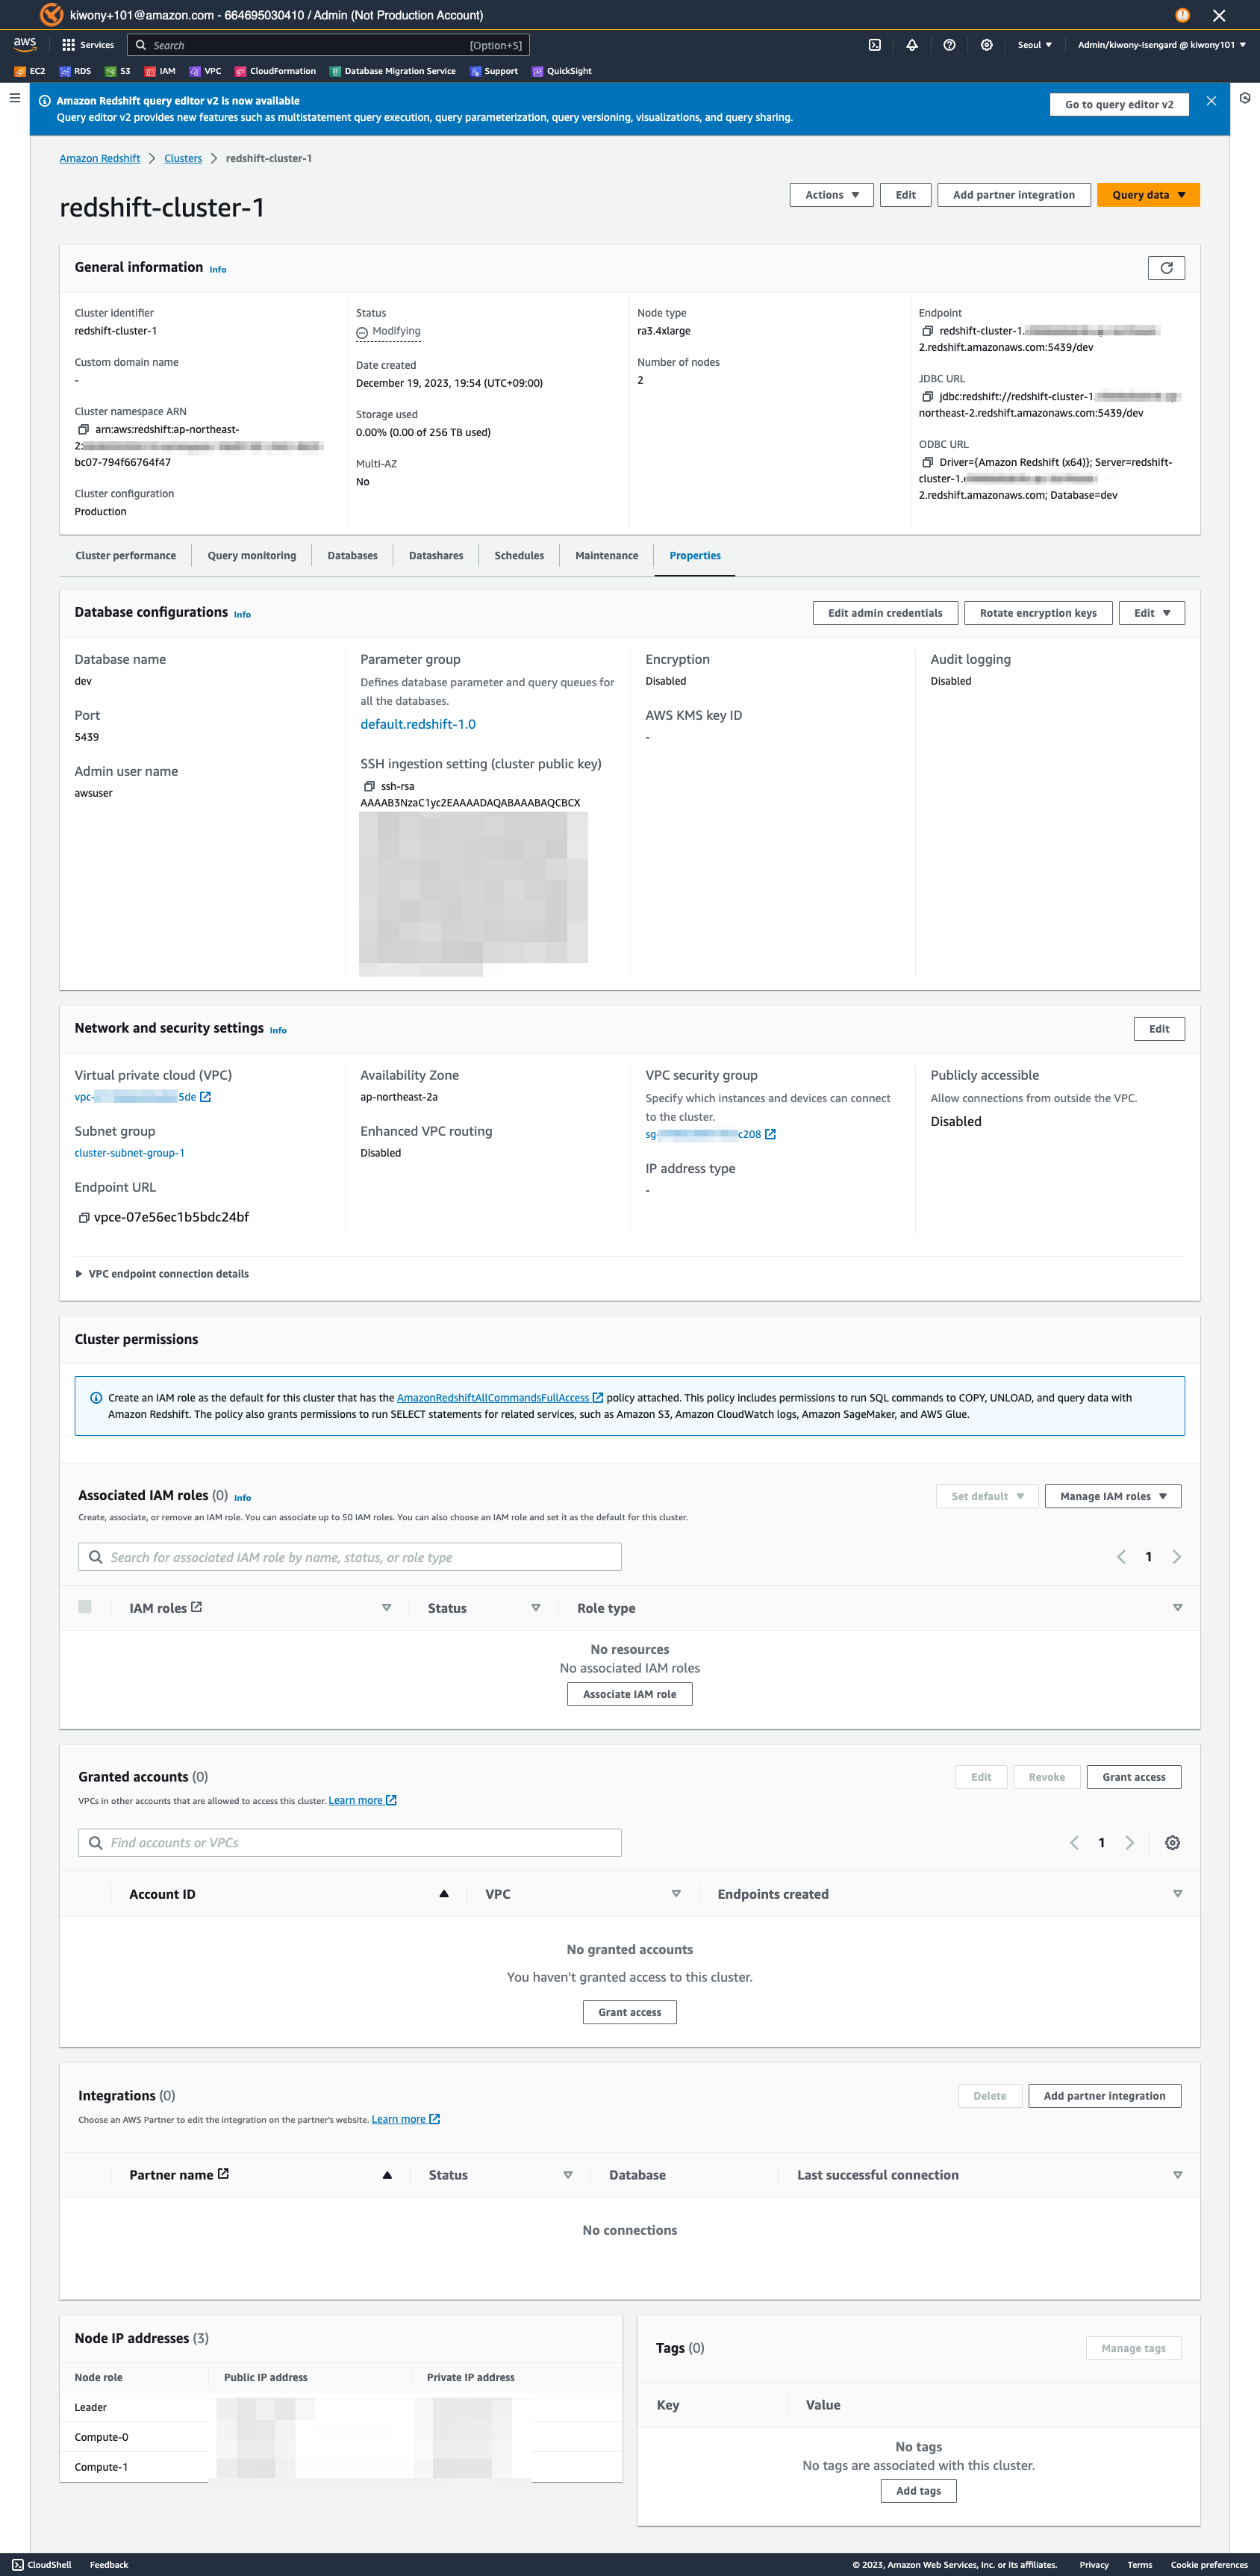 kiwony+101@amazon.com - 664695030410 / Admin (Not Production Account)
aws Services Search [Option+S] Seoul Admin/kiwony-Isengard @ kiwony101
EC2 RDS S3 IAM VPC CloudFormation Database Migration Service Support QuickSight
Amazon Redshift query editor v2 is now available
Query editor v2 provides new features such as multistatement query execution, query parameterization, query versioning, visualizations, and query sharing.
Go to query editor v2
Amazon Redshift Clusters redshift-cluster-1
redshift-cluster-1
Actions Edit Add partner integration Query data
General information Info
Cluster identifier
redshift-cluster-1
Custom domain name
-
Cluster namespace ARN
arn:aws:redshift:ap-northeast-
2:
bc07-794f66764f47
Cluster configuration
Production
Status
Modifying
Date created
December 19, 2023, 19:54 (UTC+09:00)
Storage used
0.00% (0.00 of 256 TB used)
Multi-AZ
No
Node type
ra3.4xlarge
Number of nodes
2
Endpoint
redshift-cluster-1.
2.redshift.amazonaws.com:5439/dev
JDBC URL
jdbc:redshift://redshift-cluster-1.
northeast-2.redshift.amazonaws.com:5439/dev
ODBC URL
Driver={Amazon Redshift (x64)}; Server=redshift-
cluster-1.
2.redshift.amazonaws.com; Database=dev
Cluster performance Query monitoring Databases Datashares Schedules Maintenance Properties
Database configurations Info
Edit admin credentials Rotate encryption keys Edit
Database name
dev
Port
5439
Admin user name
awsuser
Parameter group
Defines database parameter and query queues for
all the databases.
default.redshift-1.0
SSH ingestion setting (cluster public key)
ssh-rsa
AAAAB3NzaC1yc2EAAAADAQABAAABAQCBCX
Encryption
Disabled
AWS KMS key ID
-
Audit logging
Disabled
Network and security settings Info
Edit
Virtual private cloud (VPC)
vpc- 5de
Subnet group
cluster-subnet-group-1
Endpoint URL
vpce-07e56ec1b5bdc24bf
Availability Zone
ap-northeast-2a
Enhanced VPC routing
Disabled
VPC security group
Specify which instances and devices can connect
to the cluster.
sg- c208
IP address type
-
Publicly accessible
Allow connections from outside the VPC.
Disabled
VPC endpoint connection details
Cluster permissions
Create an IAM role as the default for this cluster that has the AmazonRedshiftAllCommandsFullAccess policy attached. This policy includes permissions to run SQL commands to COPY, UNLOAD, and query data with
Amazon Redshift. The policy also grants permissions to run SELECT statements for related services, such as Amazon S3, Amazon CloudWatch logs, Amazon SageMaker, and AWS Glue.
Associated IAM roles (0) Info
Set default Manage IAM roles
Create, associate, or remove an IAM role. You can associate up to 50 IAM roles. You can also choose an IAM role and set it as the default for this cluster.
Search for associated IAM role by name, status, or role type
1
IAM roles Status Role type
No resources
No associated IAM roles
Associate IAM role
Granted accounts (0)
Edit Revoke Grant access
VPCs in other accounts that are allowed to access this cluster. Learn more
Find accounts or VPCs
1
Account ID VPC Endpoints created
No granted accounts
You haven't granted access to this cluster.
Grant access
Integrations (0)
Delete Add partner integration
Choose an AWS Partner to edit the integration on the partner's website. Learn more
Partner name Status Database Last successful connection
No connections
Node IP addresses (3)
Node role Public IP address Private IP address
Leader
Compute-0
Compute-1
Tags (0)
Manage tags
Key Value
No tags
No tags are associated with this cluster.
Add tags
CloudShell Feedback © 2023, Amazon Web Services, Inc. or its affiliates. Privacy Terms Cookie preferences